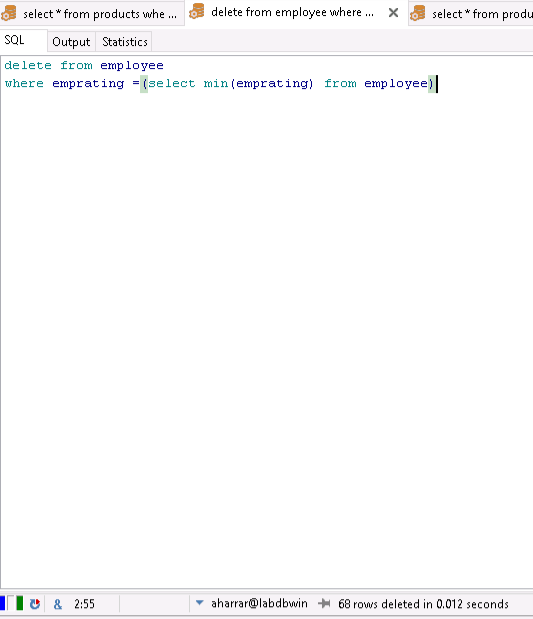 select * from products whe ...
delete from employee where ...
select * from produ
SQL
Output
Statistics
delete from employee
where emprating =(select min(emprating) from employee)
&
2:55
aharrar@labdbwin
68 rows deleted in 0.012 seconds